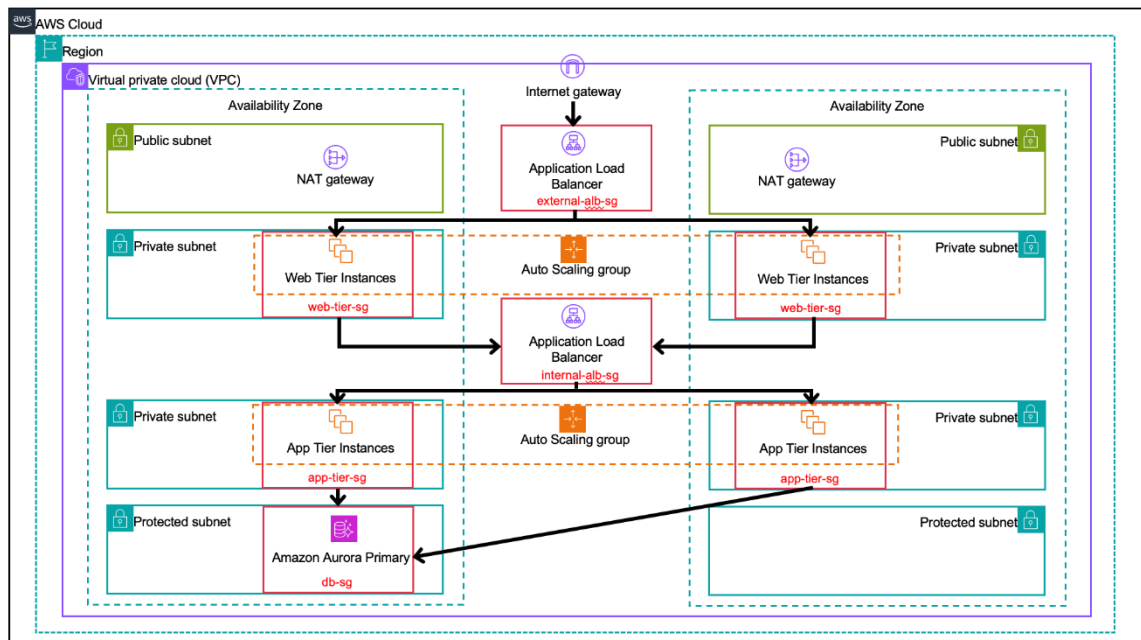 aws
AWS Cloud
Region
Virtual private cloud (VPC)
Internet gateway
Availability Zone
Availability Zone
Public subnet
NAT gateway
Application Load
Balancer
external-alb-sg
Public subnet
NAT gateway
Private subnet
Web Tier Instances
web-tier-sg
Auto Scaling group
Private subnet
Web Tier Instances
web-tier-sg
Application Load
Balancer
internal-alb-sg
Private subnet
App Tier Instances
app-tier-sg
Auto Scaling group
Private subnet
App Tier Instances
app-tier-sg
Protected subnet
Amazon Aurora Primary
db-sg
Protected subnet